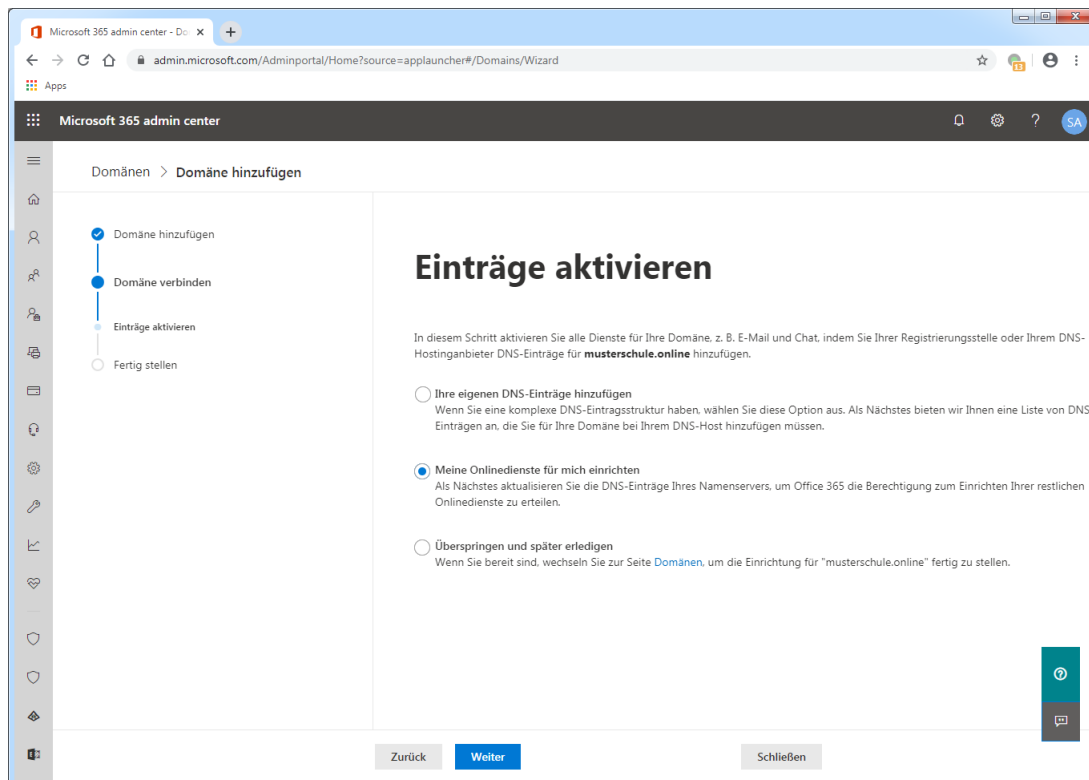 Microsoft 365 admin center - Do
admin.microsoft.com/Adminportal/Home?source=applauncher#/Domains/Wizard
13
Apps
Microsoft 365 admin center
?
SA
Domänen > Domäne hinzufügen
Domäne hinzufügen
Domäne verbinden
Einträge aktivieren
Fertig stellen
Einträge aktivieren
In diesem Schritt aktivieren Sie alle Dienste für Ihre Domäne, z. B. E-Mail und Chat, indem Sie Ihrer Registrierungsstelle oder Ihrem DNS-
Hostinganbieter DNS-Einträge für musterschule.online hinzufügen.
Ihre eigenen DNS-Einträge hinzufügen
Wenn Sie eine komplexe DNS-Eintragsstruktur haben, wählen Sie diese Option aus. Als Nächstes bieten wir Ihnen eine Liste von DNS
Einträgen an, die Sie für Ihre Domäne bei Ihrem DNS-Host hinzufügen müssen.
Meine Onlinedienste für mich einrichten
Als Nächstes aktualisieren Sie die DNS-Einträge Ihres Namenservers, um Office 365 die Berechtigung zum Einrichten Ihrer restlichen
Onlinedienste zu erteilen.
Überspringen und später erledigen
Wenn Sie bereit sind, wechseln Sie zur Seite Domänen, um die Einrichtung für "musterschule.online" fertig zu stellen.
Zurück
Weiter
Schließen